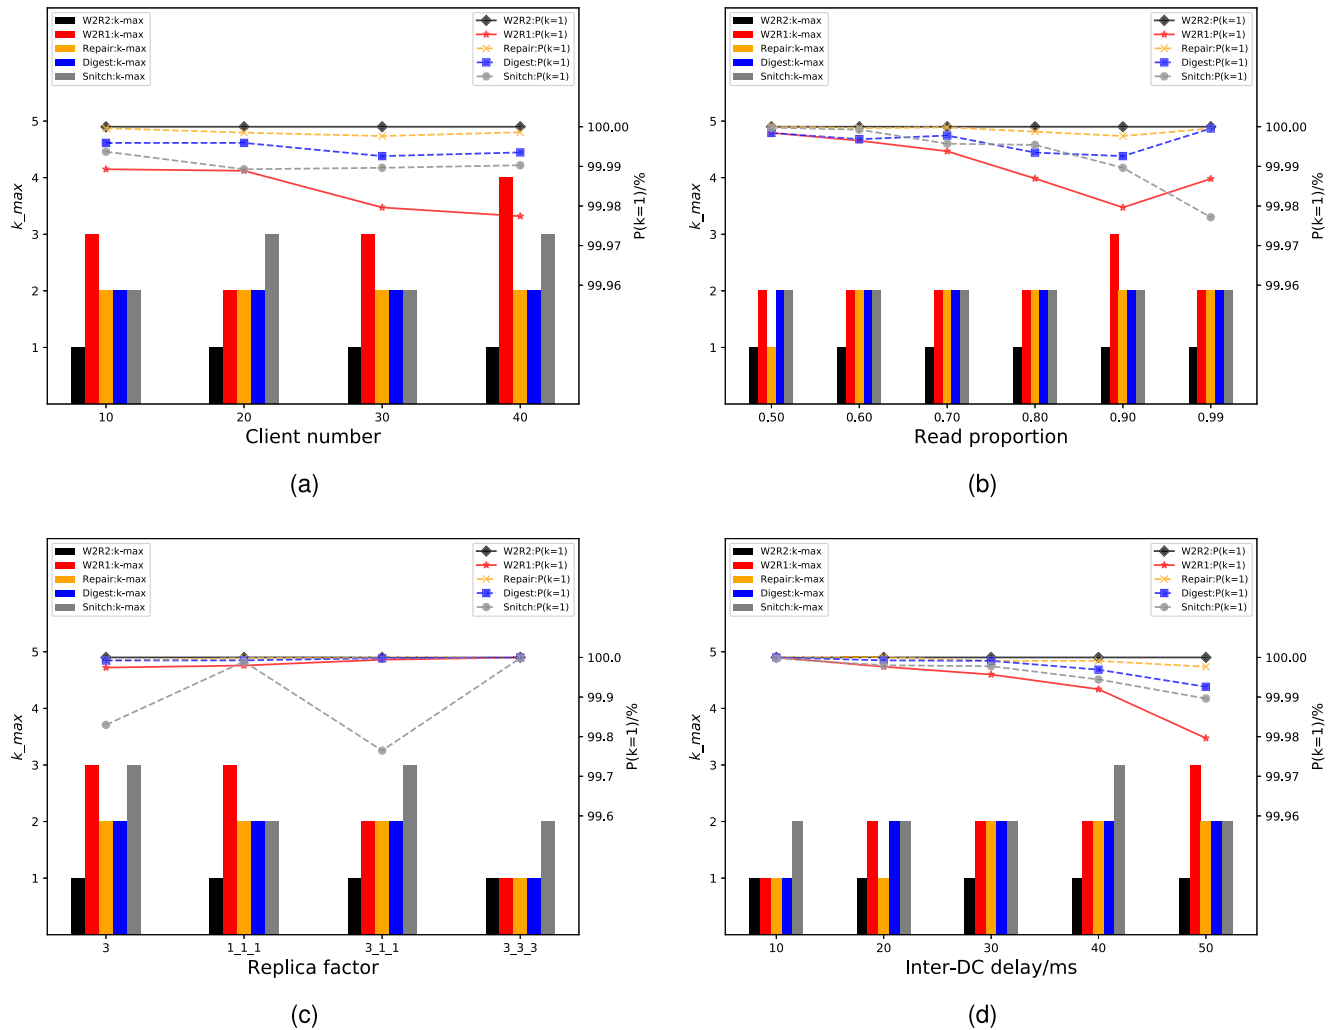 W2R2:k-max
W2R1:k-max
Repair:k-max
Digest:k-max
Snitch:k-max
W2R2:P(k=1)
W2R1:P(k=1)
Repair:P(k=1)
Digest:P(k=1)
Snitch:P(k=1)
5
4
3
2
1
k_max
100.00
99.99
99.98
99.97
99.96
P(k=1)/%
10 20 30 40
Client number
(a)
W2R2:k-max
W2R1:k-max
Repair:k-max
Digest:k-max
Snitch:k-max
W2R2:P(k=1)
W2R1:P(k=1)
Repair:P(k=1)
Digest:P(k=1)
Snitch:P(k=1)
5
4
3
2
1
k_max
100.00
99.99
99.98
99.97
99.96
P(k=1)/%
0.50 0.60 0.70 0.80 0.90 0.99
Read proportion
(b)
W2R2:k-max
W2R1:k-max
Repair:k-max
Digest:k-max
Snitch:k-max
W2R2:P(k=1)
W2R1:P(k=1)
Repair:P(k=1)
Digest:P(k=1)
Snitch:P(k=1)
5
4
3
2
1
k_max
100.00
99.9
99.8
99.7
99.6
P(k=1)/%
3 1_1_1 3_1_1 3_3_3
Replica factor
(c)
W2R2:k-max
W2R1:k-max
Repair:k-max
Digest:k-max
Snitch:k-max
W2R2:P(k=1)
W2R1:P(k=1)
Repair:P(k=1)
Digest:P(k=1)
Snitch:P(k=1)
5
4
3
2
1
k_max
100.00
99.99
99.98
99.97
99.96
P(k=1)/%
10 20 30 40 50
Inter-DC delay/ms
(d)